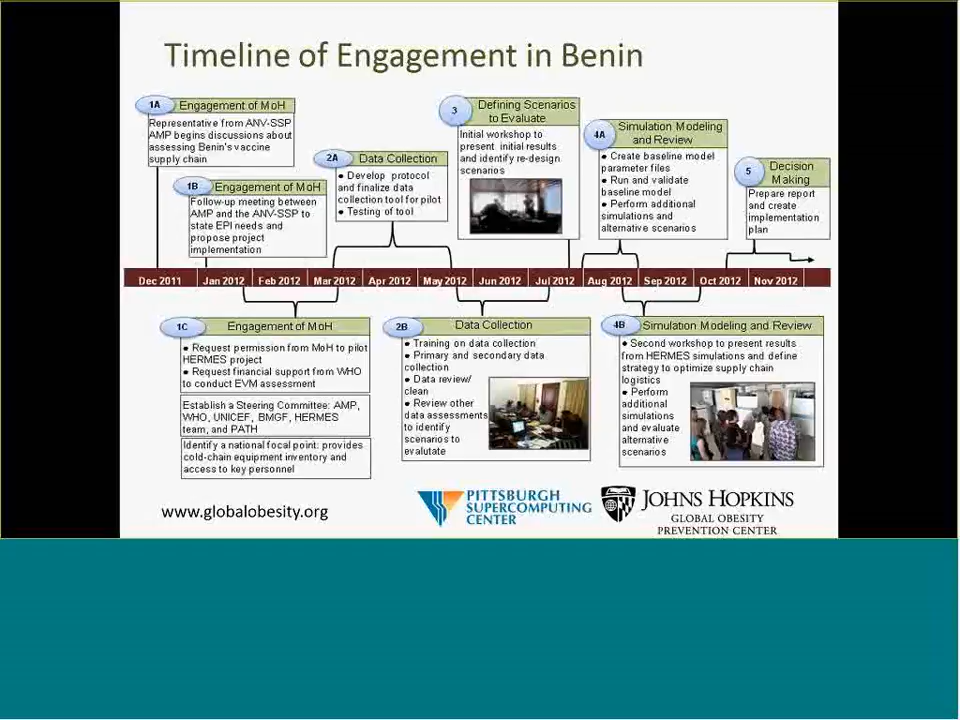 Timeline of Engagement in Benin
1A Engagement of MoH
Representative from ANV-SSP
AMP begins discussions about
assessing Benin's vaccine
supply chain
1B Engagement of MoH
Follow-up meeting between
AMP and the ANV-SSP to
state EPI needs and
propose project
implementation
2A Data Collection
● Develop protocol
and finalize data
collection tool for pilot
● Testing of tool
3 Defining Scenarios
to Evaluate
Initial workshop to
present initial results
and identify re-design
scenarios
4A Simulation Modeling
and Review
● Create baseline model
parameter files
● Run and validate
baseline model
● Perform additional
simulations and
alternative scenarios
5 Decision
Making
Prepare report
and create
implementation
plan
Dec 2011 Jan 2012 Feb 2012 Mar 2012 Apr 2012 May 2012 Jun 2012 Jul 2012 Aug 2012 Sep 2012 Oct 2012 Nov 2012
1C Engagement of MoH
● Request permission from MoH to pilot
HERMES project
● Request financial support from WHO
to conduct EVM assessment
Establish a Steering Committee: AMP,
WHO, UNICEF, BMGF, HERMES
team, and PATH
Identify a national focal point: provides
cold-chain equipment inventory and
access to key personnel
2B Data Collection
● Training on data collection
● Primary and secondary data
collection
● Data review/
clean
● Review other
data assessments
to identify
scenarios to
evalutate
4B Simulation Modeling and Review
● Second workshop to present results
from HERMES simulations and define
strategy to optimize supply chain
logistics
● Perform
additional
simulations
and evaluate
alternative
scenarios
www.globalobesity.org
PITTSBURGH
SUPERCOMPUTING
CENTER
JOHNS HOPKINS
GLOBAL OBESITY
PREVENTION CENTER